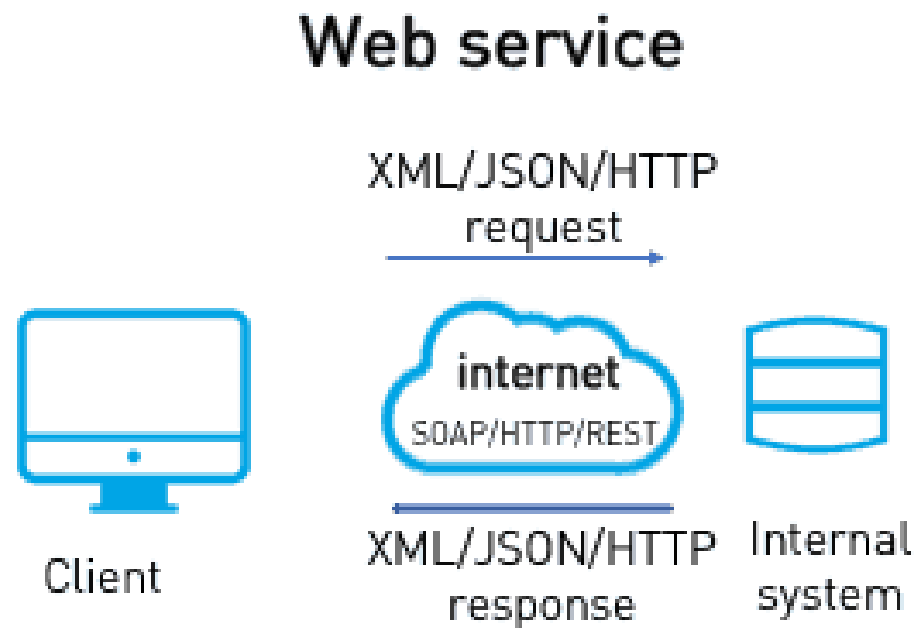 Web service
XML/JSON/HTTP
request
internet
SOAP/HTTP/REST
Client
XML/JSON/HTTP
response
Internal
system